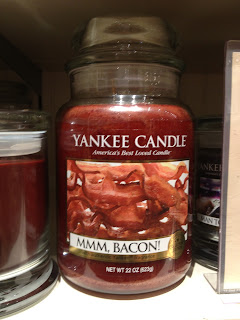 YANKEE CANDLE
America's Best Loved Candle
MMM, BACON!
NET WT 22 OZ (623g)